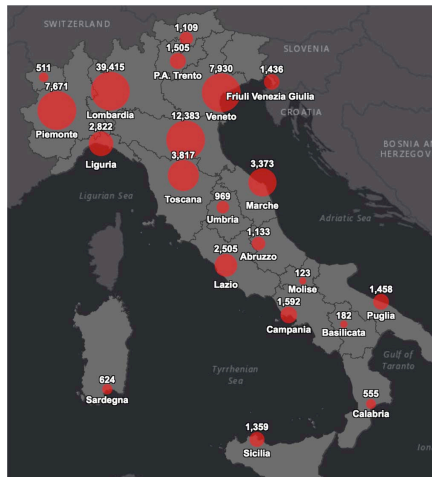 SWITZERLAND
1,109
511
39,415
1,505
7,930
SLOVENIA
1,436
7,671
P.A. Trento
Friuli Venezia Giulia
Lombardia
Veneto
CROATIA
Piemonte
2,822
12,383
BOSNIA AN
HERZEGOV
Liguria
3,817
3,373
Ligurian Sea
Toscana
969
Marche
Umbria
Adriatic Sea
1,133
Abruzzo
2,505
Lazio
123
Molise
1,592
1,458
Campania
182
Puglia
Basilicata
Tyrrhenian
Sea
Gulf of
Taranto
624
Sardegna
555
Calabria
1,359
Sicilia
Ion